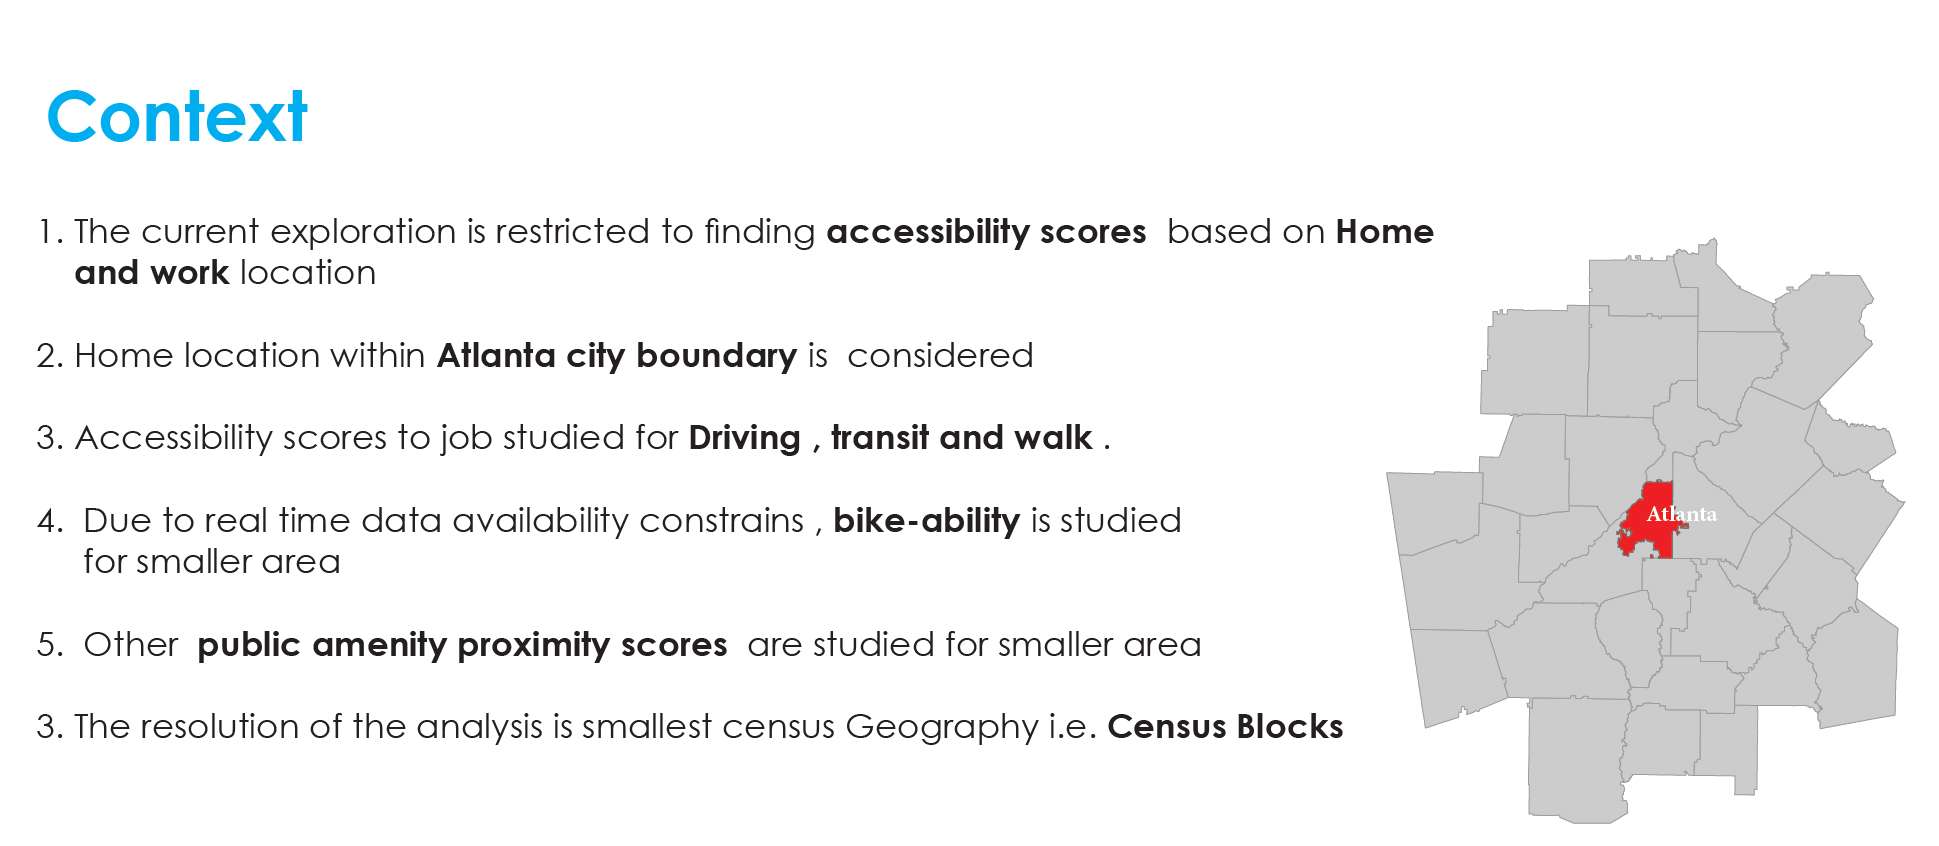 Context
1. The current exploration is restricted to finding accessibility scores based on Home
and work location
2. Home location within Atlanta city boundary is considered
3. Accessibility scores to job studied for Driving , transit and walk .
4. Due to real time data availability constrains , bike-ability is studied
for smaller area
5. Other public amenity proximity scores are studied for smaller area
3. The resolution of the analysis is smallest census Geography i.e. Census Blocks
Atlanta